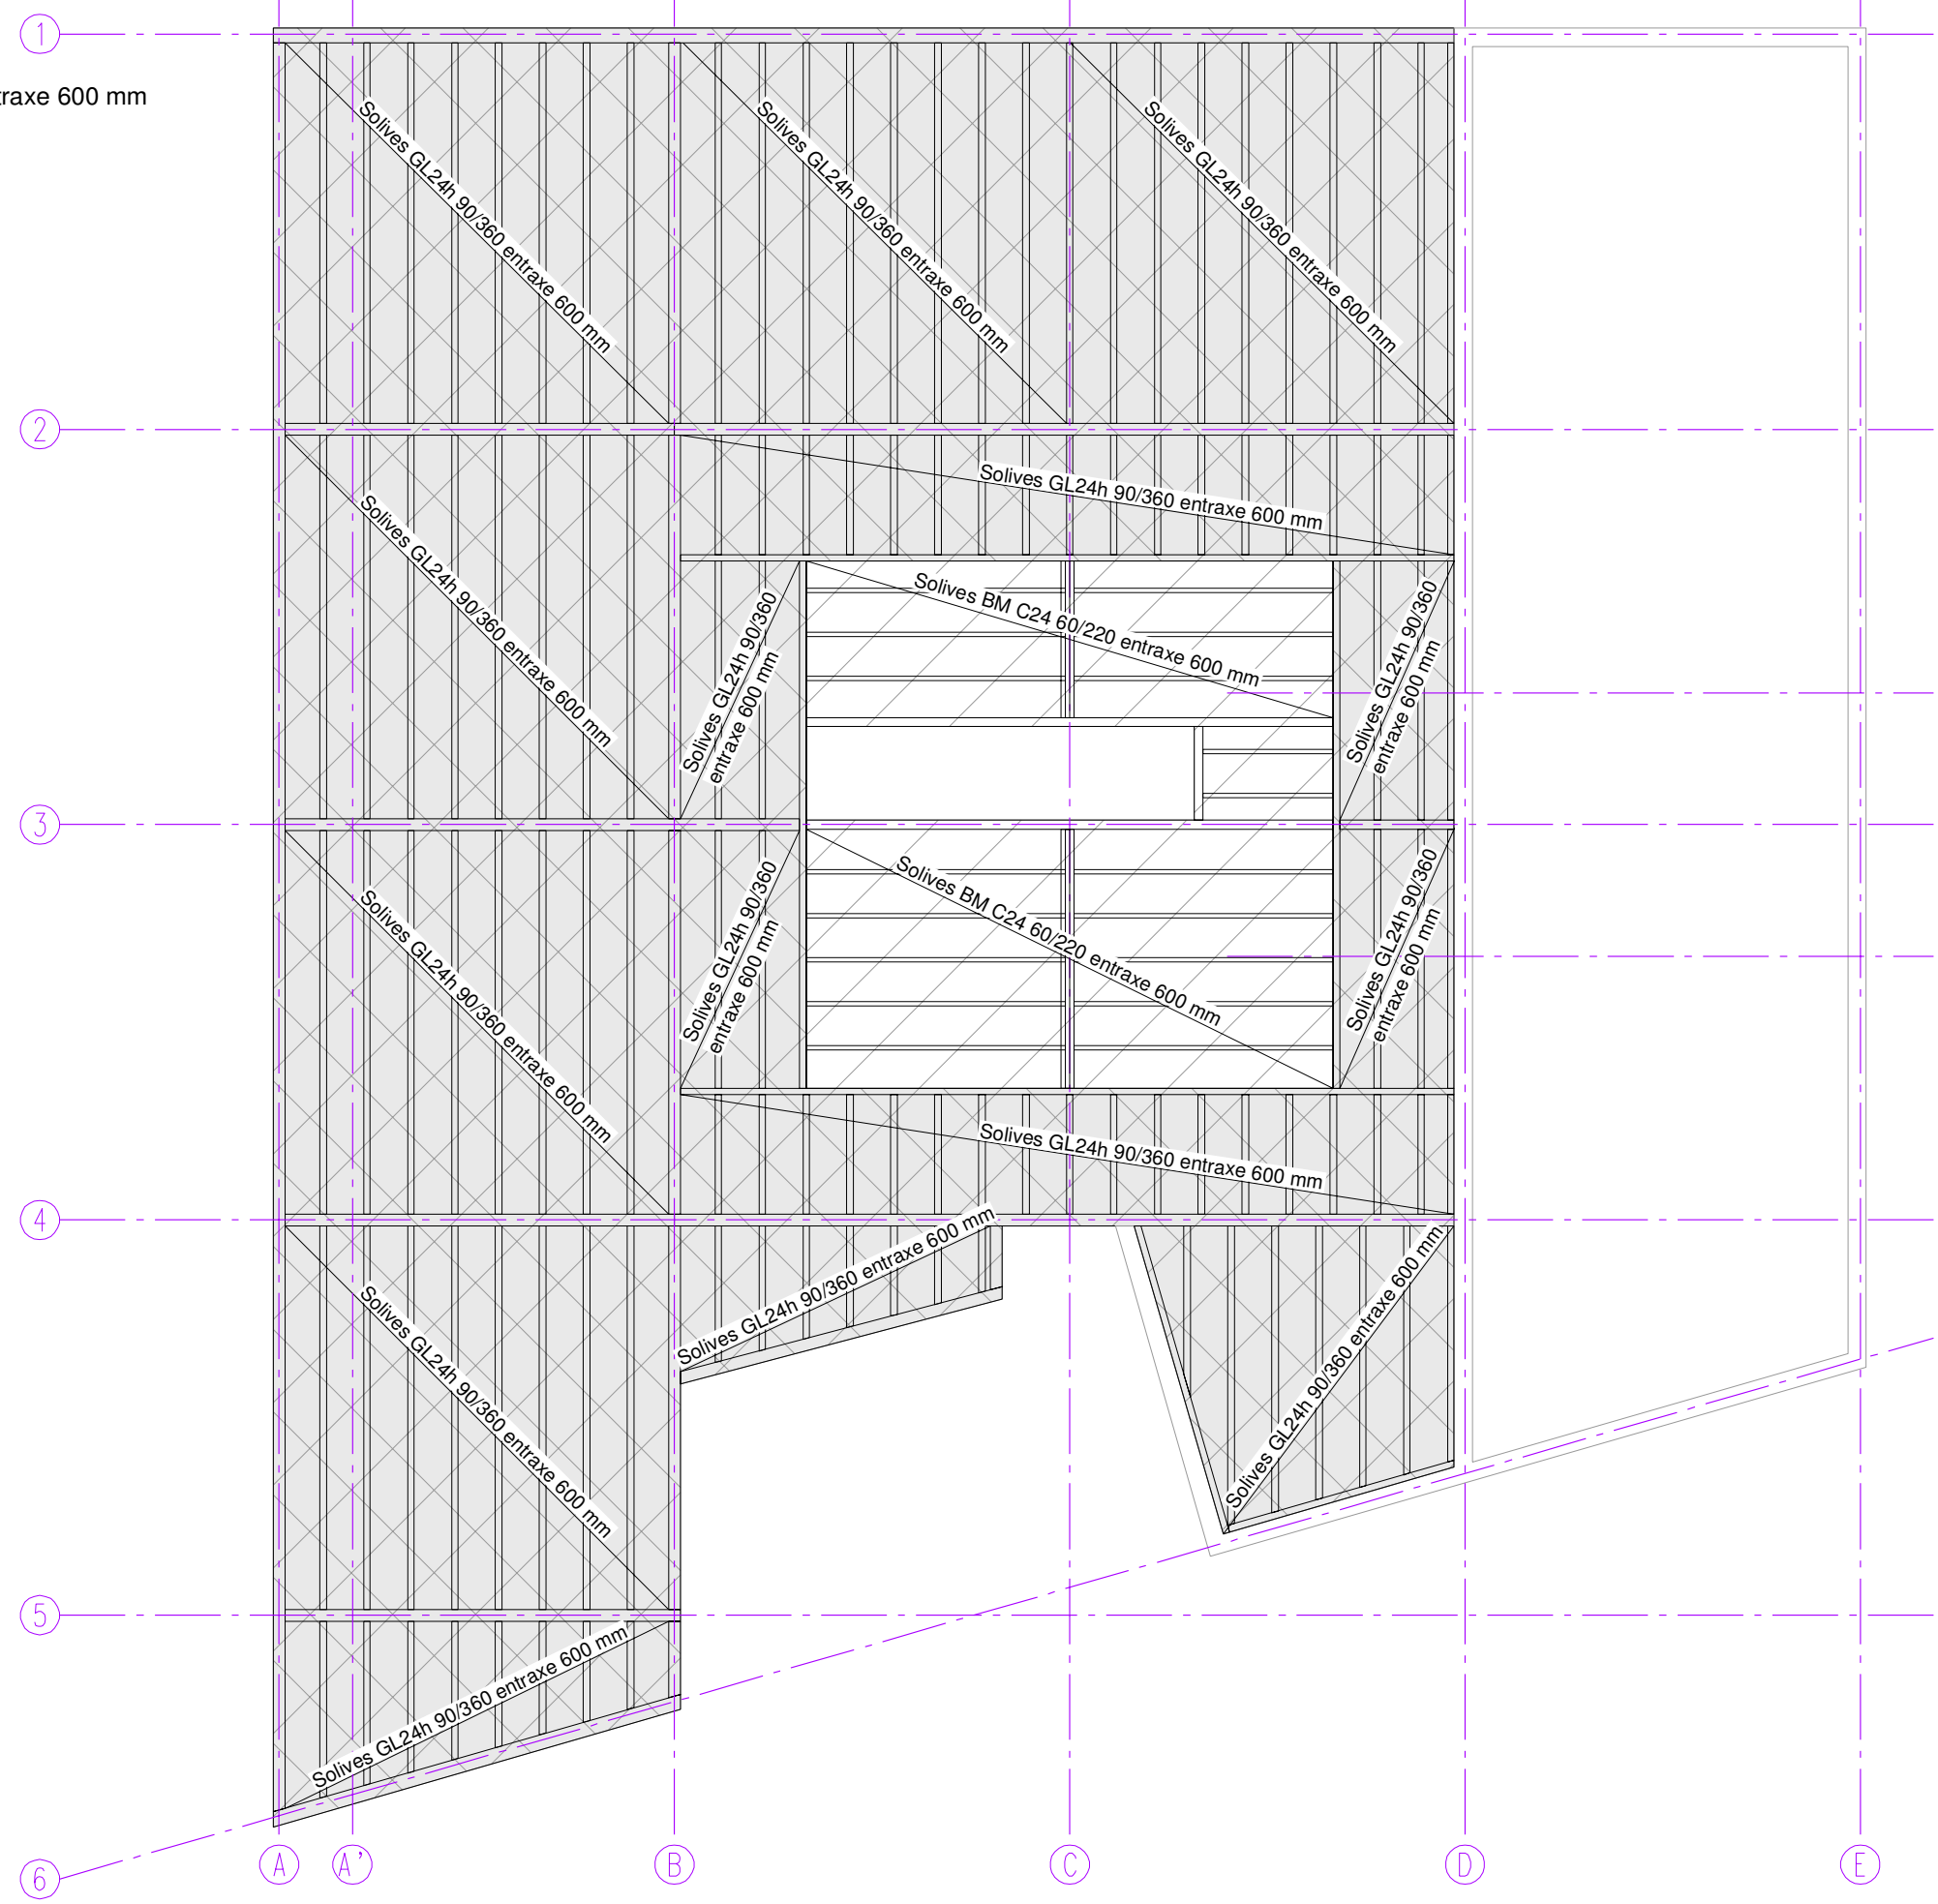 1
traxe 600 mm
Solives GL24h 90/360 entraxe 600 mm
Solives GL24h 90/360 entraxe 600 mm
Solives GL24h 90/360 entraxe 600 mm
2
Solives GL24h 90/360 entraxe 600 mm
Solives GL24h 90/360 entraxe 600 mm
Solives BM C24 60/220 entraxe 600 mm
Solives GL24h 90/360
entraxe 600 mm
Solives GL24h 90/360
entraxe 600 mm
3
Solives GL24h 90/360 entraxe 600 mm
Solives GL24h 90/360
entraxe 600 mm
Solives BM C24 60/220 entraxe 600 mm
Solives GL24h 90/360
entraxe 600 mm
Solives GL24h 90/360 entraxe 600 mm
4
Solives GL24h 90/360 entraxe 600 mm
Solives GL24h 90/360 entraxe 600 mm
Solives GL24h 90/360 entraxe 600 mm
5
Solives GL24h 90/360 entraxe 600 mm
6
A
A'
B
C
D
E